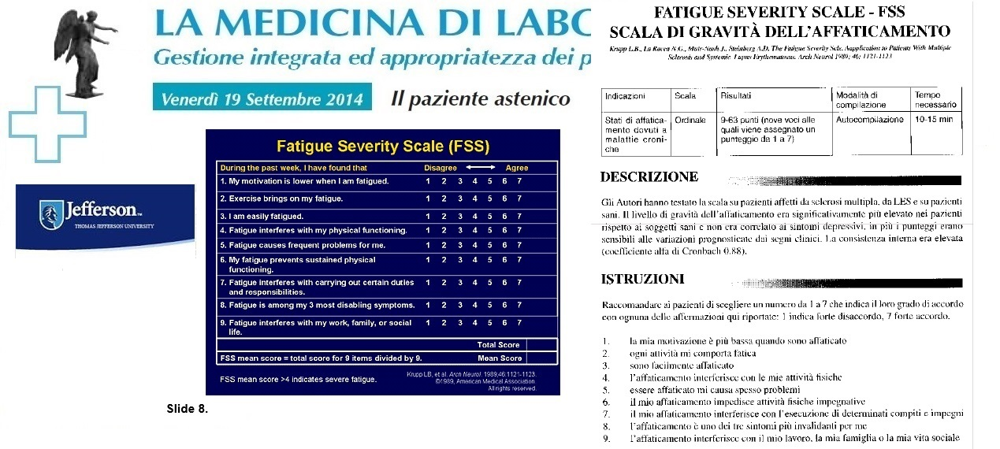 LA MEDICINA DI LABO
Gestione integrata ed appropriatezza dei p
Venerdì 19 Settembre 2014
Il paziente astenico
Jefferson™
THOMAS JEFFERSON UNIVERSITY
Fatigue Severity Scale (FSS)
During the past week, I have found that Disagree ⟷ Agree
1. My motivation is lower when I am fatigued. 1 2 3 4 5 6 7
2. Exercise brings on my fatigue. 1 2 3 4 5 6 7
3. I am easily fatigued. 1 2 3 4 5 6 7
4. Fatigue interferes with my physical functioning. 1 2 3 4 5 6 7
5. Fatigue causes frequent problems for me. 1 2 3 4 5 6 7
6. My fatigue prevents sustained physical 1 2 3 4 5 6 7
functioning.
7. Fatigue interferes with carrying out certain duties 1 2 3 4 5 6 7
and responsibilities.
8. Fatigue is among my 3 most disabling symptoms. 1 2 3 4 5 6 7
9. Fatigue interferes with my work, family, or social 1 2 3 4 5 6 7
life.
Total Score
FSS mean score = total score for 9 items divided by 9. Mean Score
FSS mean score >4 indicates severe fatigue.
Krupp LB, et al. Arch Neurol. 1989;46:1121-1123.
©1989, American Medical Association.
All rights reserved.
Slide 8.
FATIGUE SEVERITY SCALE - FSS
SCALA DI GRAVITÀ DELL'AFFATICAMENTO
Krupp L.B., La Rocca N.G., Muir-Nash J., Steinberg A.D. The Fatigue Severity Scle. Aapplication to Patients With Multiple
Sclerosis and Systemic Lupus Erythematosus. Arch Neurol 1989; 46: 1121-1123
Indicazioni Scala Risultati Modalità di Tempo
compilazione necessario
Stati di affatica- Ordinale 9-63 punti (nove voci alle Autocompilazione 10-15 min
mento dovuti a quali viene assegnato un
malattie croni- punteggio da 1 a 7)
che
DESCRIZIONE
Gli Autori hanno testato la scala su pazienti affetti da sclerosi multipla, da LES e su pazienti
sani. Il livello di gravità dell'affaticamento era significativamente più elevato nei pazienti
rispetto ai soggetti sani e non era correlato ai sintomi depressivi, in più i punteggi erano
sensibili alle variazioni prognosticate dai segni clinici. La consistenza interna era elevata
(coefficiente alfa di Cronbach 0.88).
ISTRUZIONI
Raccomandare ai pazienti di scegliere un numero da 1 a 7 che indica il loro grado di accordo
con ognuna delle affermazioni qui riportate: 1 indica forte disaccordo, 7 forte accordo.
1. la mia motivazione è più bassa quando sono affaticato
2. ogni attività mi comporta fatica
3. sono facilmente affaticato
4. l'affaticamento interferisce con le mie attività fisiche
5. essere affaticato mi causa spesso problemi
6. il mio affaticamento impedisce attività fisiche impegnative
7. il mio affaticamento interferisce con l'esecuzione di determinati compiti e impegni
8. l'affaticamento è uno dei tre sintomi più invalidanti per me
9. l'affaticamento interferisce con il mio lavoro, la mia famiglia o la mia vita sociale